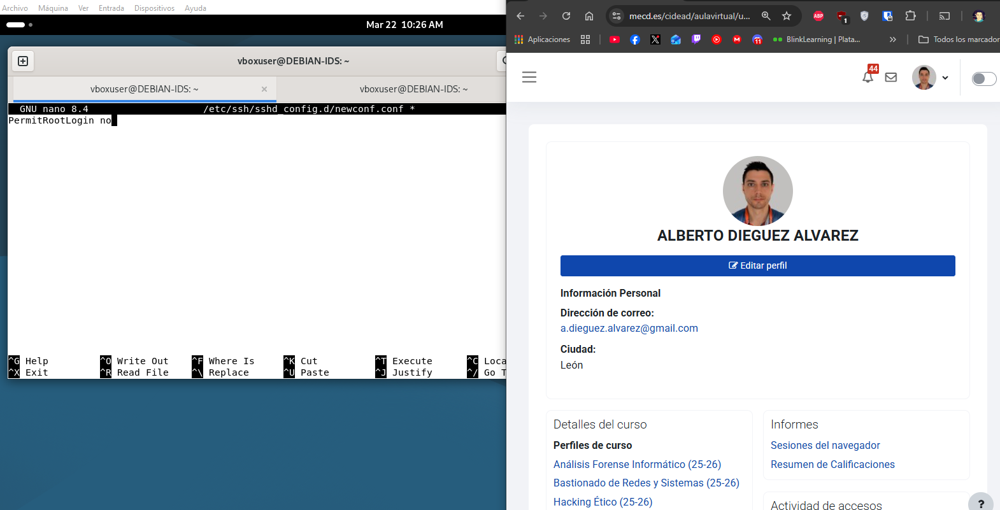 Archivo Máquina Ver Entrada Dispositivos Ayuda
Mar 22 10:26 AM
vboxuser@DEBIAN-IDS: ~
vboxuser@DEBIAN-IDS: ~ ×
vboxuser@DEBIAN-IDS: ~
GNU nano 8.4 /etc/ssh/sshd_config.d/newconf.conf *
PermitRootLogin no
^G Help ^O Write Out ^F Where Is ^K Cut ^T Execute ^C Loca
^X Exit ^R Read File ^\ Replace ^U Paste ^J Justify ^/ Go T
mecd.es/cidead/aulavirtual/u...
ABP
1
Aplicaciones
11
BlinkLearning | Plata...
Todos los marcador
44
ALBERTO DIEGUEZ ALVAREZ
Editar perfil
Información Personal
Dirección de correo:
a.dieguez.alvarez@gmail.com
Ciudad:
León
Detalles del curso
Perfiles de curso
Análisis Forense Informático (25-26)
Bastionado de Redes y Sistemas (25-26)
Hacking Ético (25-26)
Informes
Sesiones del navegador
Resumen de Calificaciones
Actividad de accesos
?